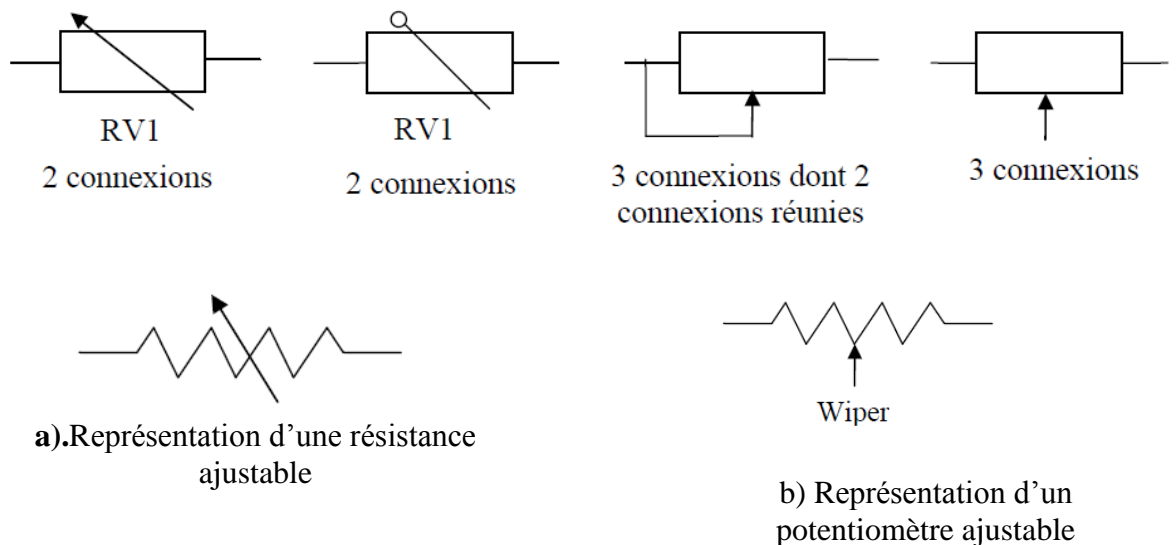 RV1
2 connexions
RV1
2 connexions
3 connexions dont 2
connexions réunies
3 connexions
a).Représentation d’une résistance
ajustable
Wiper
b) Représentation d’un
potentiomètre ajustable